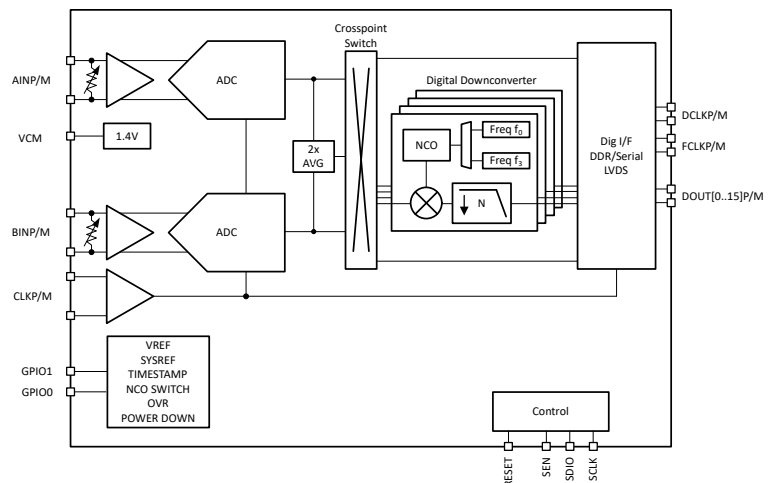 Crosspoint
Switch
AINP/M
ADC
Digital Downconverter
VCM
1.4V
2x
AVG
NCO
Freq f0
Freq f3
N
Dig I/F
DDR/Serial
LVDS
DCLKP/M
FCLKP/M
DOUT[0..15]P/M
BINP/M
ADC
CLKP/M
GPIO1
GPIO0
VREF
SYSREF
TIMESTAMP
NCO SWITCH
OVR
POWER DOWN
Control
RESET
SEN
SDIO
SCLK